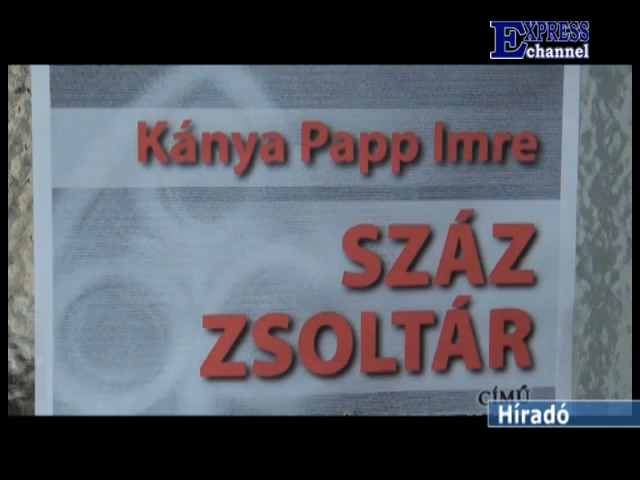 EXPRESS
channel
Kánya Papp Imre
SZÁZ
ZSOLTÁR
CÍMŰ
Híradó